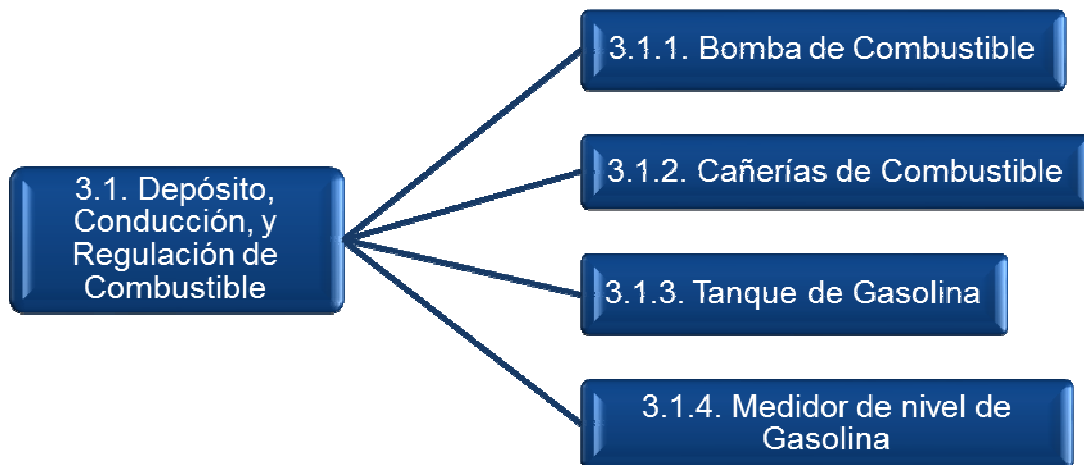 3.1. Depósito,
Conducción, y
Regulación de
Combustible
3.1.1. Bomba de Combustible
3.1.2. Cañerías de Combustible
3.1.3. Tanque de Gasolina
3.1.4. Medidor de nivel de
Gasolina